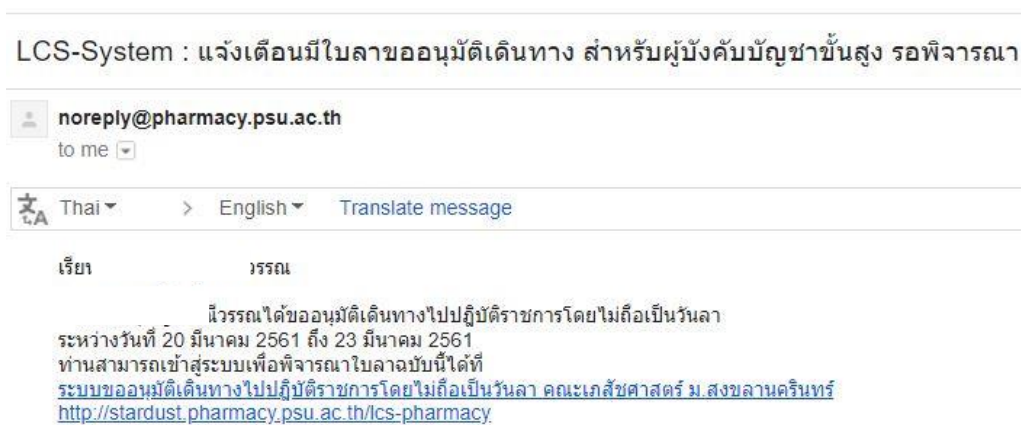 LCS-System : แจ้งเตือนมีใบลาขออนุมัติเดินทาง สำหรับผู้บังคับบัญชาขั้นสูง รอพิจารณา
noreply@pharmacy.psu.ac.th
to me
Thai > English Translate message
วรรณ
ได้ขออนุมัติเดินทางไปปฏิบัติราชการโดยไม่ถือเป็นวันลา
ระหว่างวันที่ 20 มีนาคม 2561 ถึง 23 มีนาคม 2561
ท่านสามารถเข้าสู่ระบบเพื่อพิจารณาใบลาฉบับนี้ได้ที่
ระบบขออนุมัติเดินทางไปปฏิบัติราชการโดยไม่ถือเป็นวันลา คณะเภสัชศาสตร์ ม.สงขลานครินทร์
http://stardust.pharmacy.psu.ac.th/lcs-pharmacy